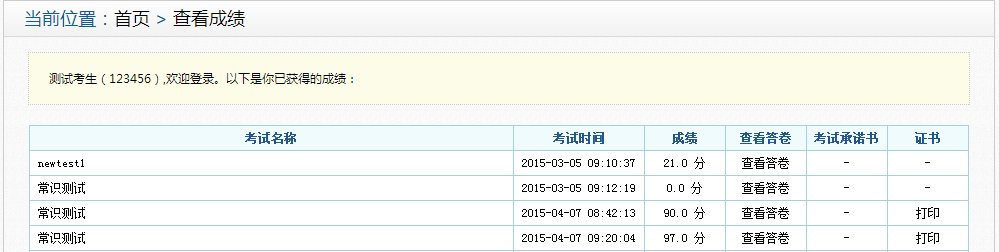 当前位置：首页 > 查看成绩
测试考生（123456）,欢迎登录。以下是你已获得的成绩：
考试名称 考试时间 成绩 查看答卷 考试承诺书 证书
newtest1 2015-03-05 09:10:37 21.0 分 查看答卷 - -
常识测试 2015-03-05 09:12:19 0.0 分 查看答卷 - -
常识测试 2015-04-07 08:42:13 90.0 分 查看答卷 - 打印
常识测试 2015-04-07 09:20:04 97.0 分 查看答卷 - 打印